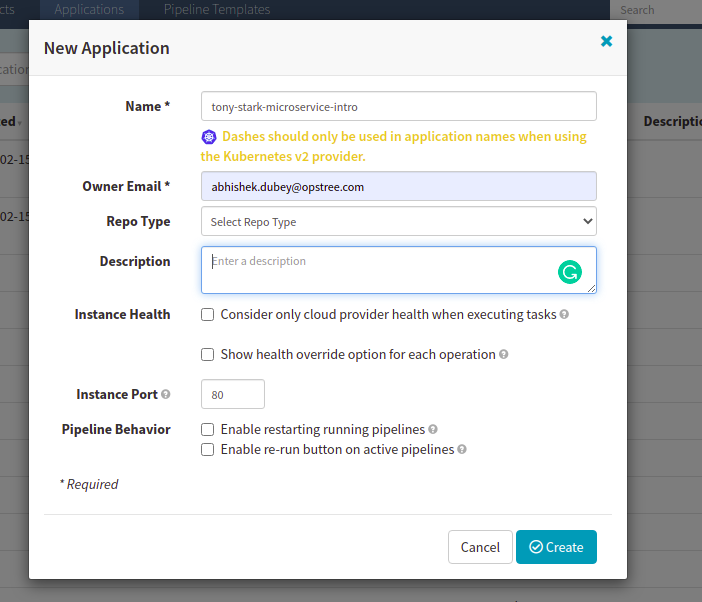 cts Applications Pipeline Templates Search
New Application
catior
Name * tony-stark-microservice-intro
ed Descripti
Dashes should only be used in application names when using
the Kubernetes v2 provider.
02-15
Owner Email * abhishek.dubey@opstree.com
02-15
Repo Type Select Repo Type
Description Enter a description
Instance Health Consider only cloud provider health when executing tasks
Show health override option for each operation
Instance Port 80
Pipeline Behavior Enable restarting running pipelines
Enable re-run button on active pipelines
* Required
Cancel Create